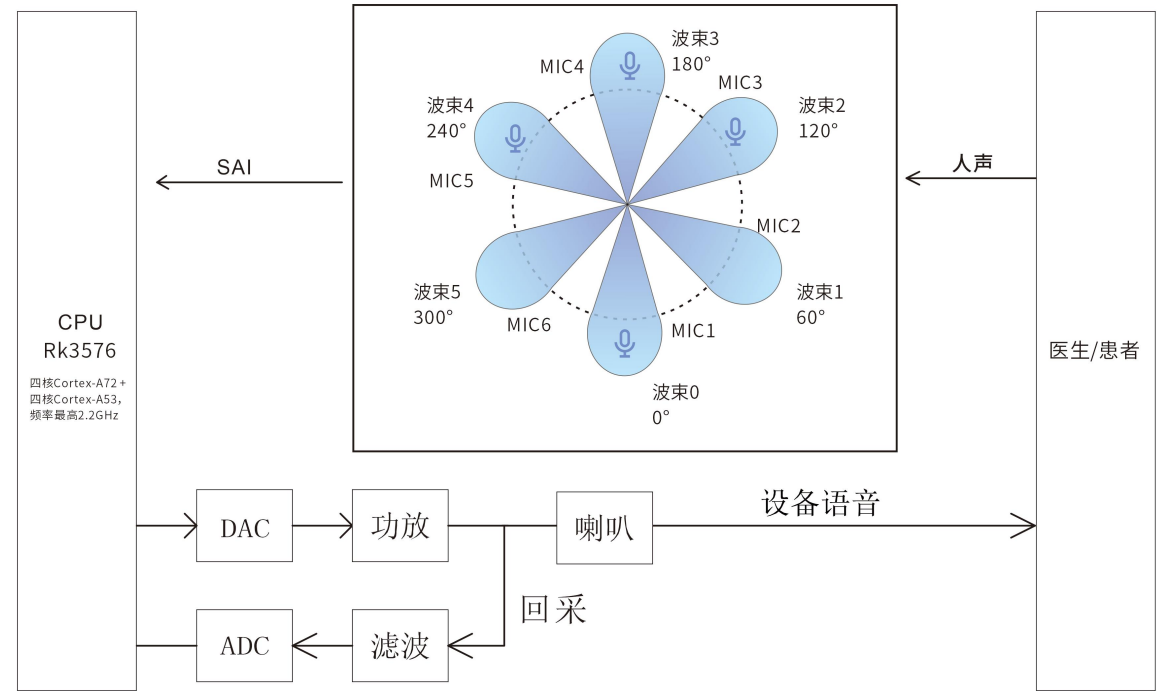 波束3
180°
MIC4
MIC3
波束4
240°
波束2
120°
SAI
人声
MIC5
MIC2
波束5
300°
波束1
60°
MIC6
MIC1
CPU
Rk3576
四核Cortex-A72+
四核Cortex-A53，
频率最高2.2GHz
医生/患者
波束0
0°
设备语音
DAC
功放
喇叭
回采
ADC
滤波